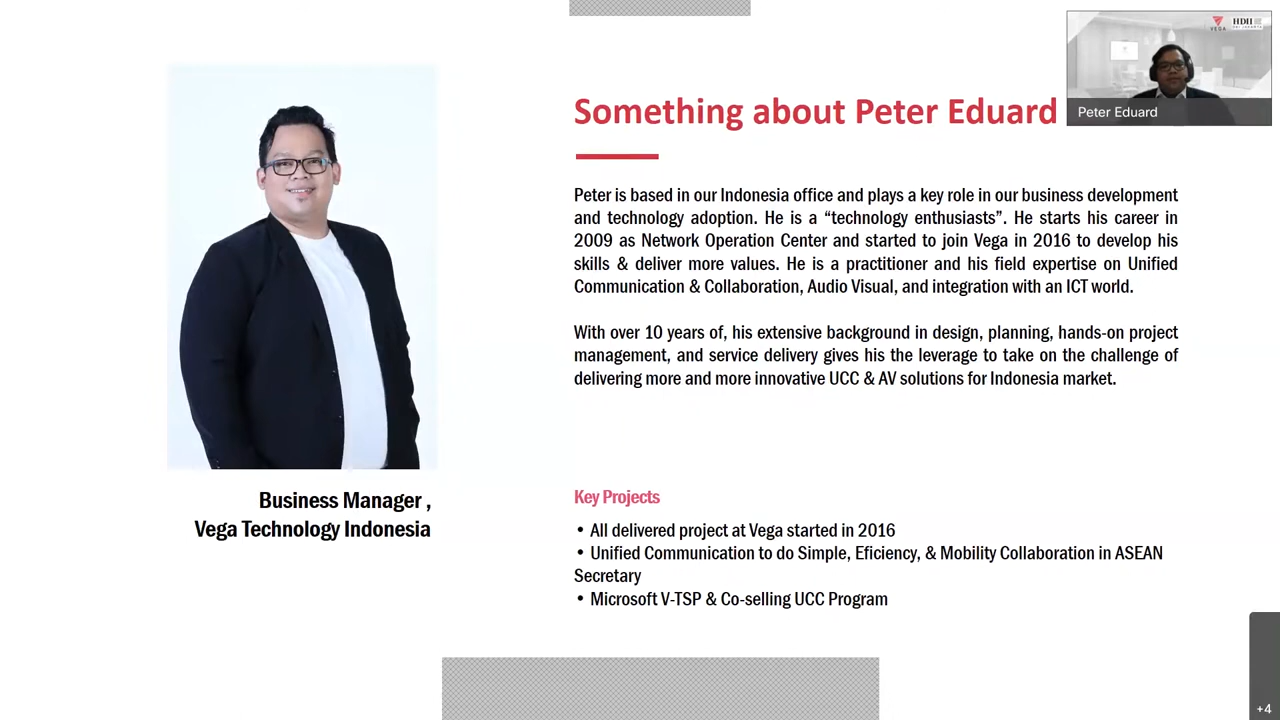 VEGA
HDII
Peter Eduard
Something about Peter Eduard
Peter is based in our Indonesia office and plays a key role in our business development
and technology adoption. He is a “technology enthusiasts”. He starts his career in
2009 as Network Operation Center and started to join Vega in 2016 to develop his
skills & deliver more values. He is a practitioner and his field expertise on Unified
Communication & Collaboration, Audio Visual, and integration with an ICT world.
With over 10 years of, his extensive background in design, planning, hands-on project
management, and service delivery gives his the leverage to take on the challenge of
delivering more and more innovative UCC & AV solutions for Indonesia market.
Business Manager ,
Vega Technology Indonesia
Key Projects
• All delivered project at Vega started in 2016
• Unified Communication to do Simple, Eficiency, & Mobility Collaboration in ASEAN
Secretary
• Microsoft V-TSP & Co-selling UCC Program
+4